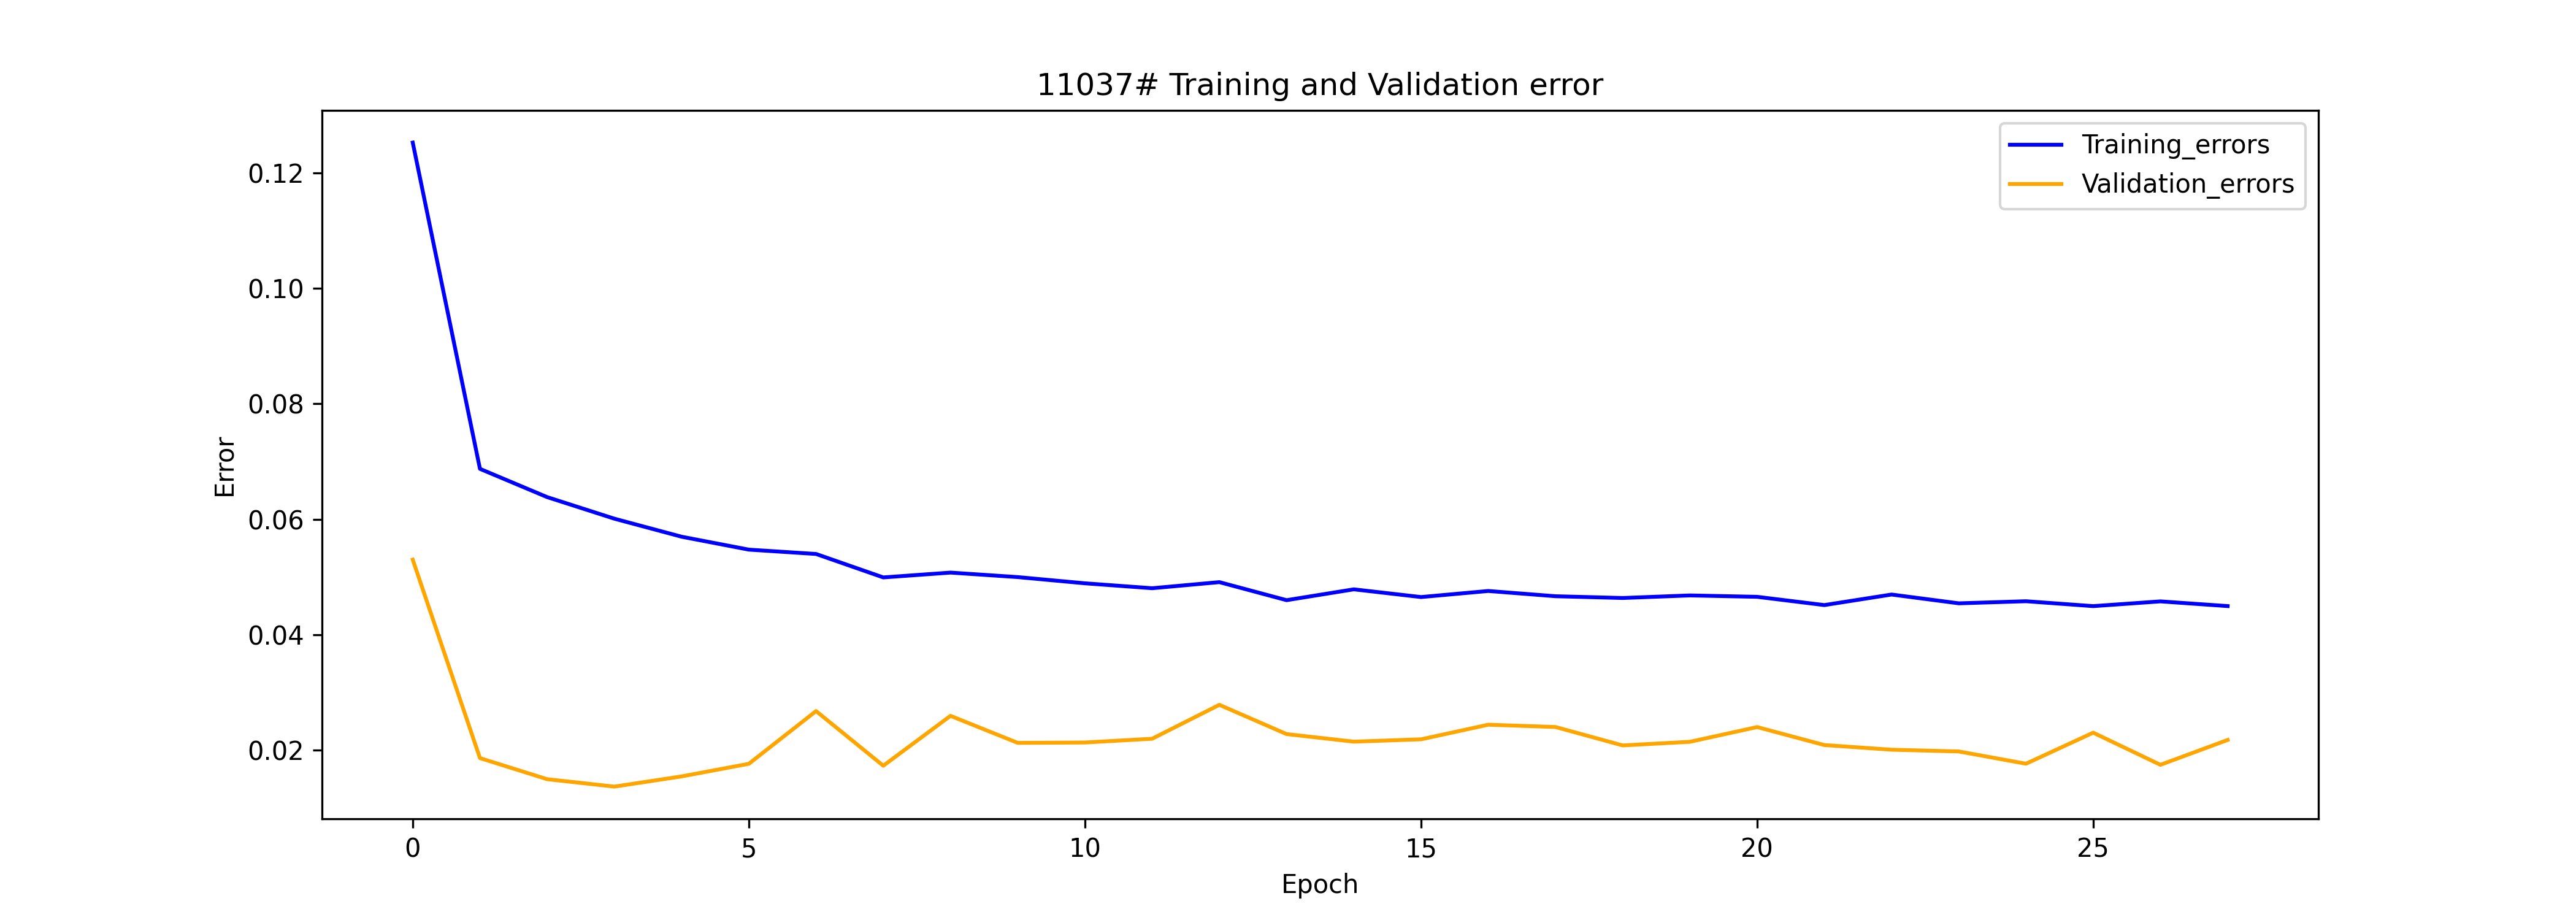 11037# Training and Validation error
Training_errors
Validation_errors
0.12
0.10
0.08
0.06
0.04
0.02
Error
0 5 10 15 20 25
Epoch